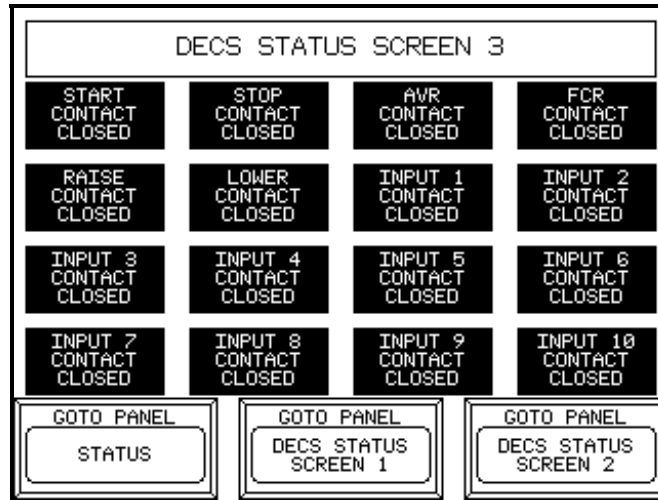 DECS STATUS SCREEN 3
START CONTACT CLOSED
STOP CONTACT CLOSED
AVR CONTACT CLOSED
FCR CONTACT CLOSED
RAISE CONTACT CLOSED
LOWER CONTACT CLOSED
INPUT 1 CONTACT CLOSED
INPUT 2 CONTACT CLOSED
INPUT 3 CONTACT CLOSED
INPUT 4 CONTACT CLOSED
INPUT 5 CONTACT CLOSED
INPUT 6 CONTACT CLOSED
INPUT 7 CONTACT CLOSED
INPUT 8 CONTACT CLOSED
INPUT 9 CONTACT CLOSED
INPUT 10 CONTACT CLOSED
GOTO PANEL
STATUS
GOTO PANEL
DECS STATUS
SCREEN 1
GOTO PANEL
DECS STATUS
SCREEN 2